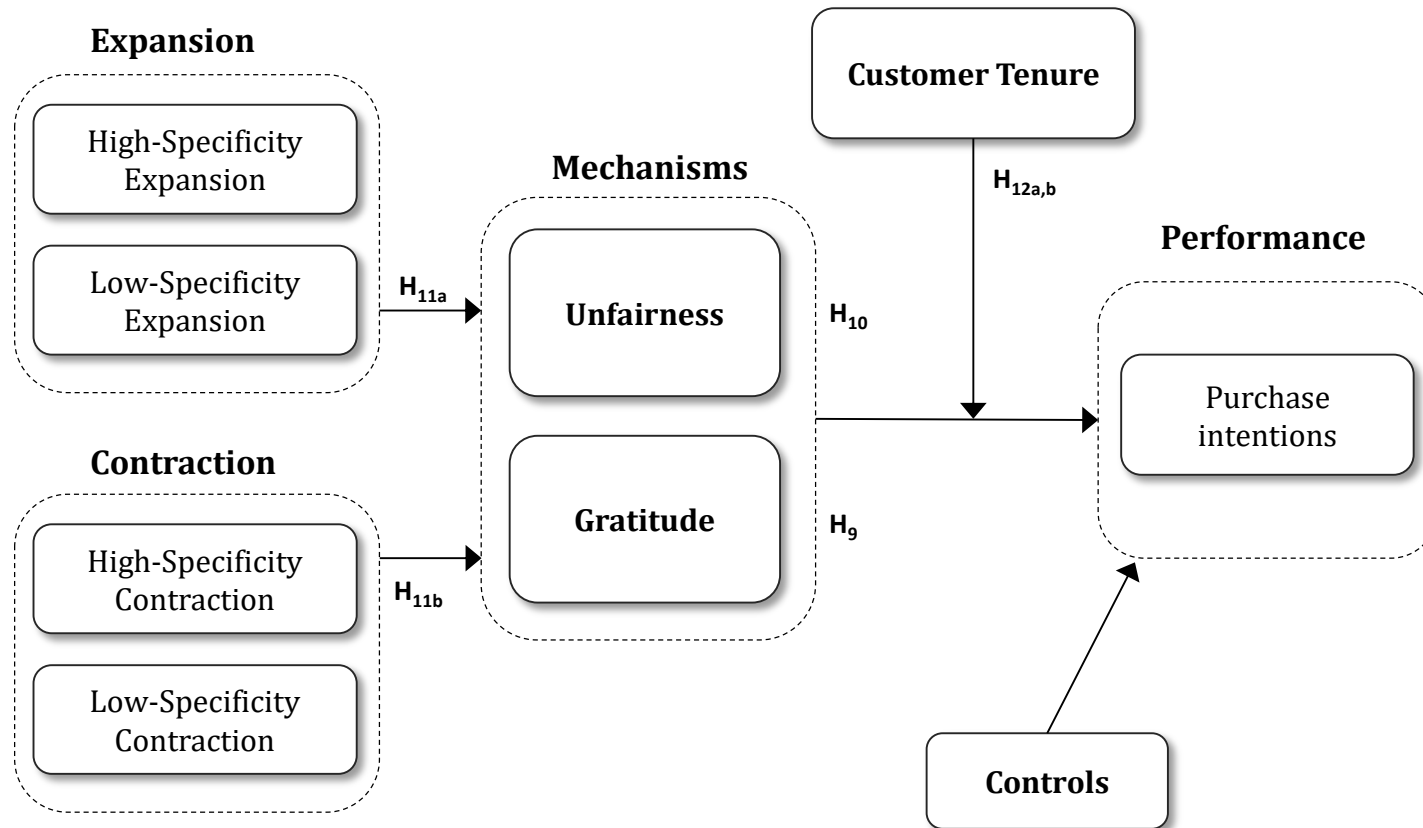 Expansion
High-Specificity
Expansion
Low-Specificity
Expansion
H11a
Contraction
High-Specificity
Contraction
Low-Specificity
Contraction
H11b
Mechanisms
Unfairness
Gratitude
H10
H9
Customer Tenure
H12a,b
Performance
Purchase
intentions
Controls